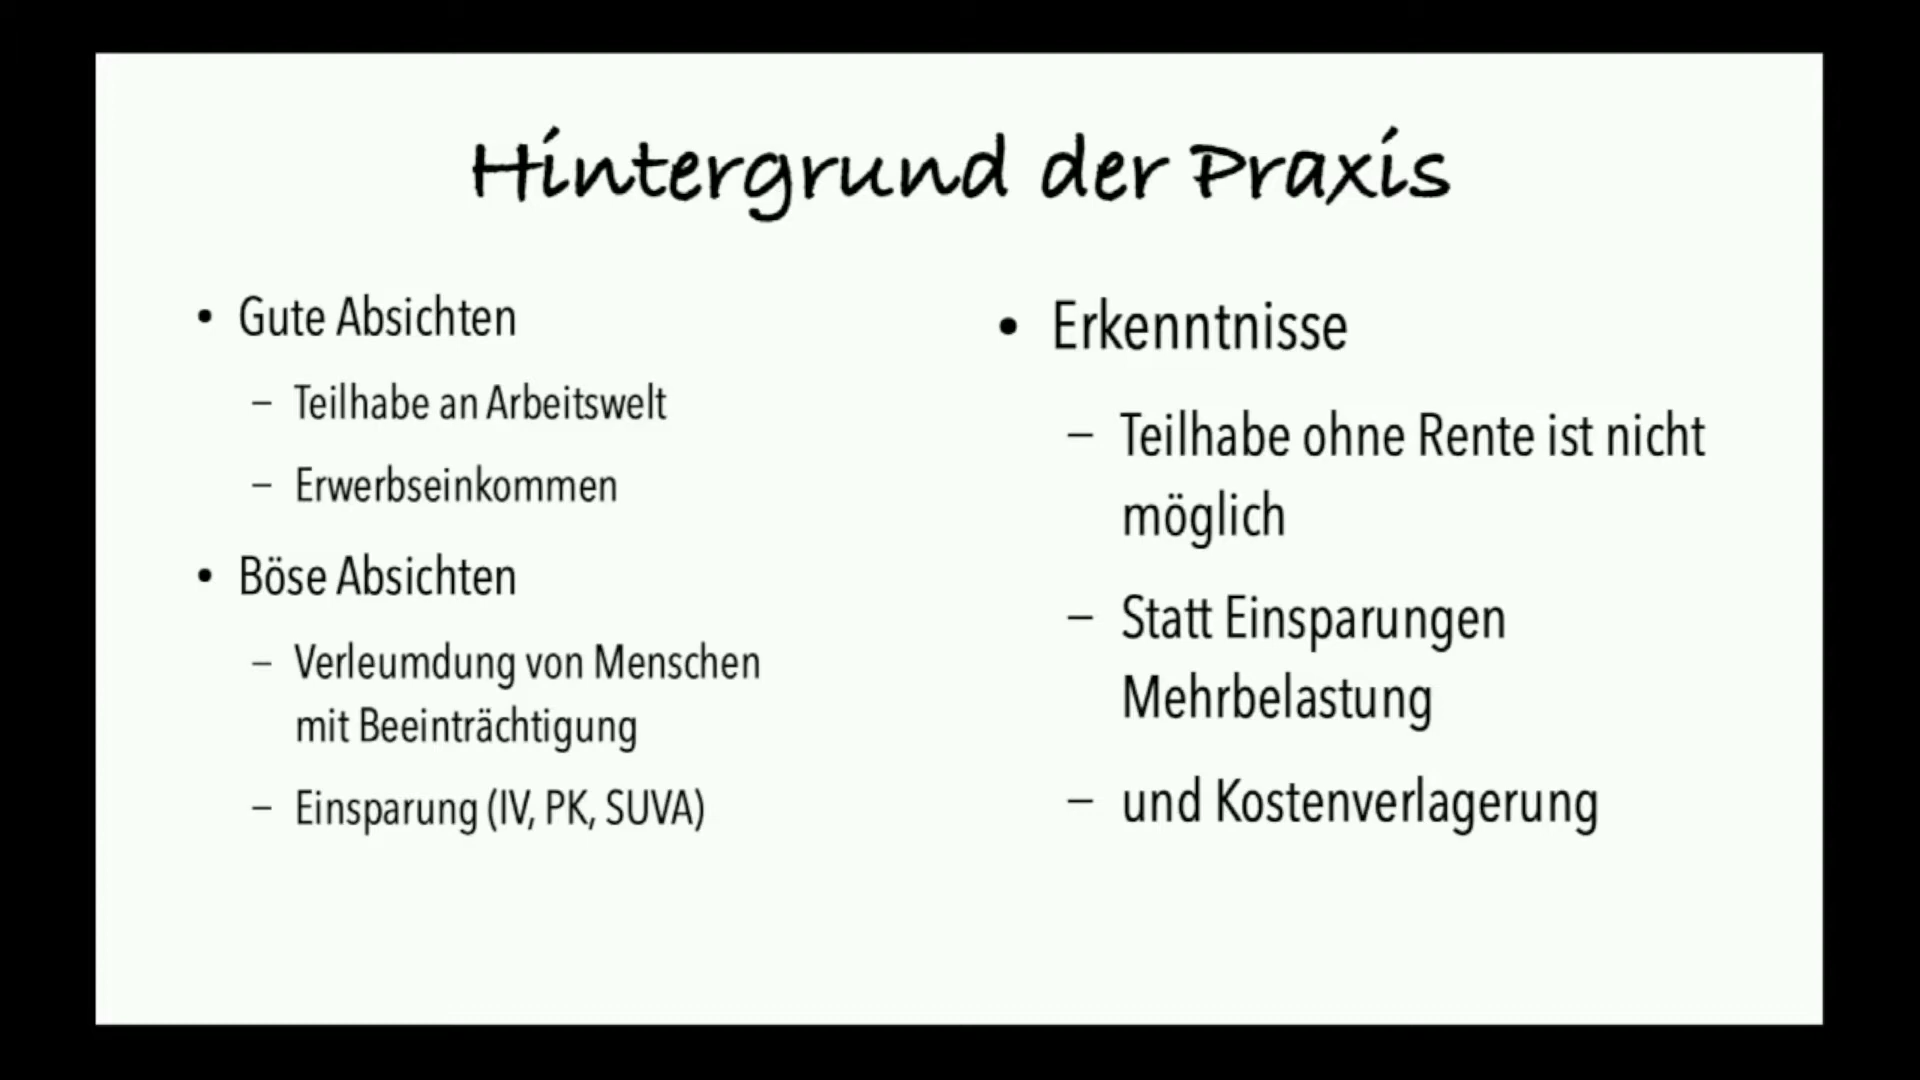 Hintergrund der Praxis
• Gute Absichten
– Teilhabe an Arbeitswelt
– Erwerbseinkommen
• Böse Absichten
– Verleumdung von Menschen
mit Beeinträchtigung
– Einsparung (IV, PK, SUVA)
• Erkenntnisse
– Teilhabe ohne Rente ist nicht
möglich
– Statt Einsparungen
Mehrbelastung
– und Kostenverlagerung